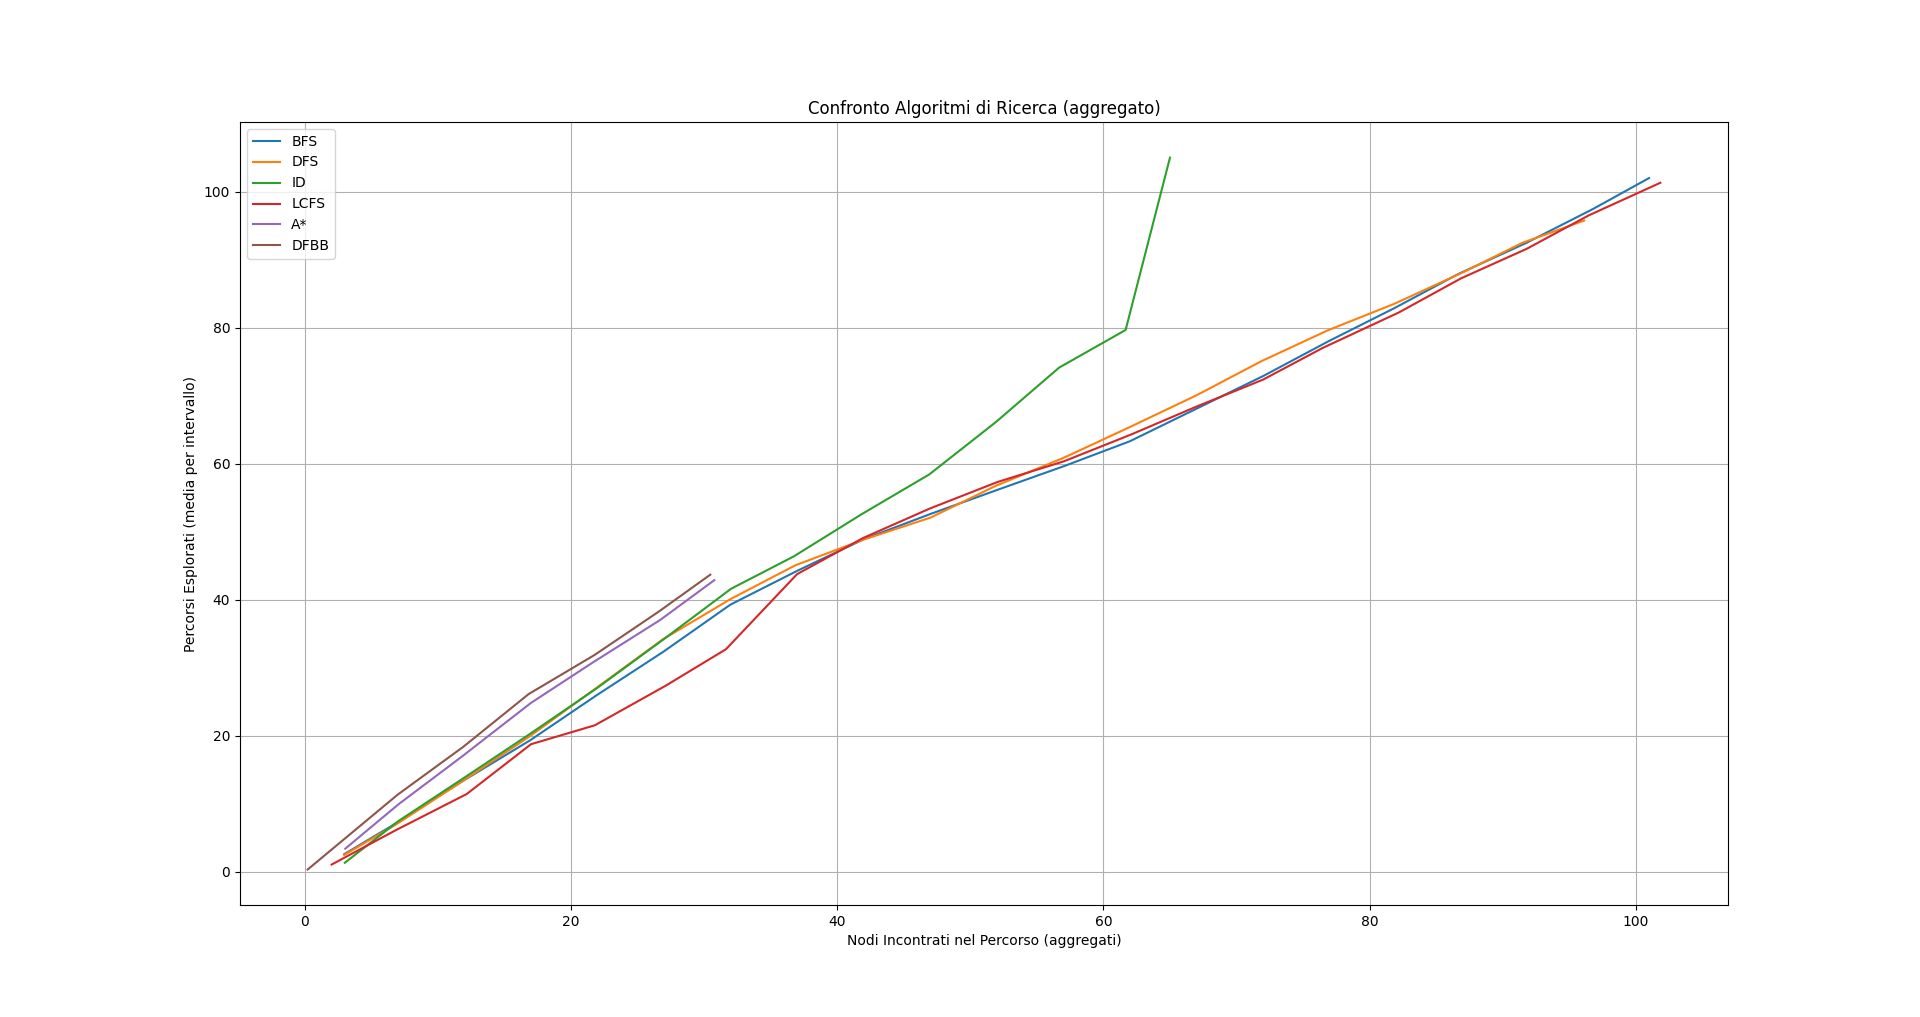 Confronto Algoritmi di Ricerca (aggregato)
BFS
DFS
ID
LCFS
A*
DFBB
Percorsi Esplorati (media per intervallo)
100
80
60
40
20
0
0 20 40 60 80 100
Nodi Incontrati nel Percorso (aggregati)